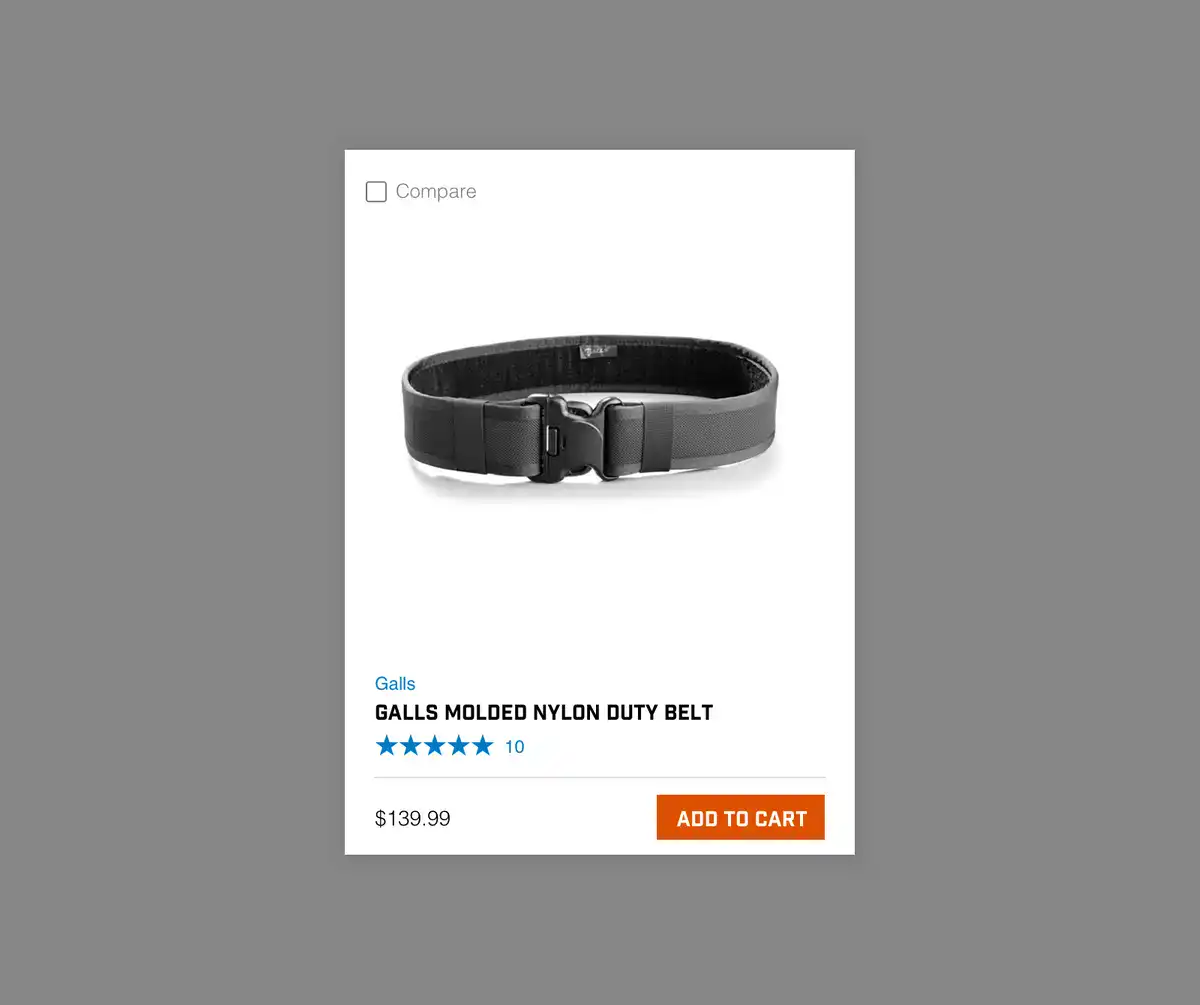 Compare
Galls
GALLS MOLDED NYLON DUTY BELT
10
$139.99
ADD TO CART